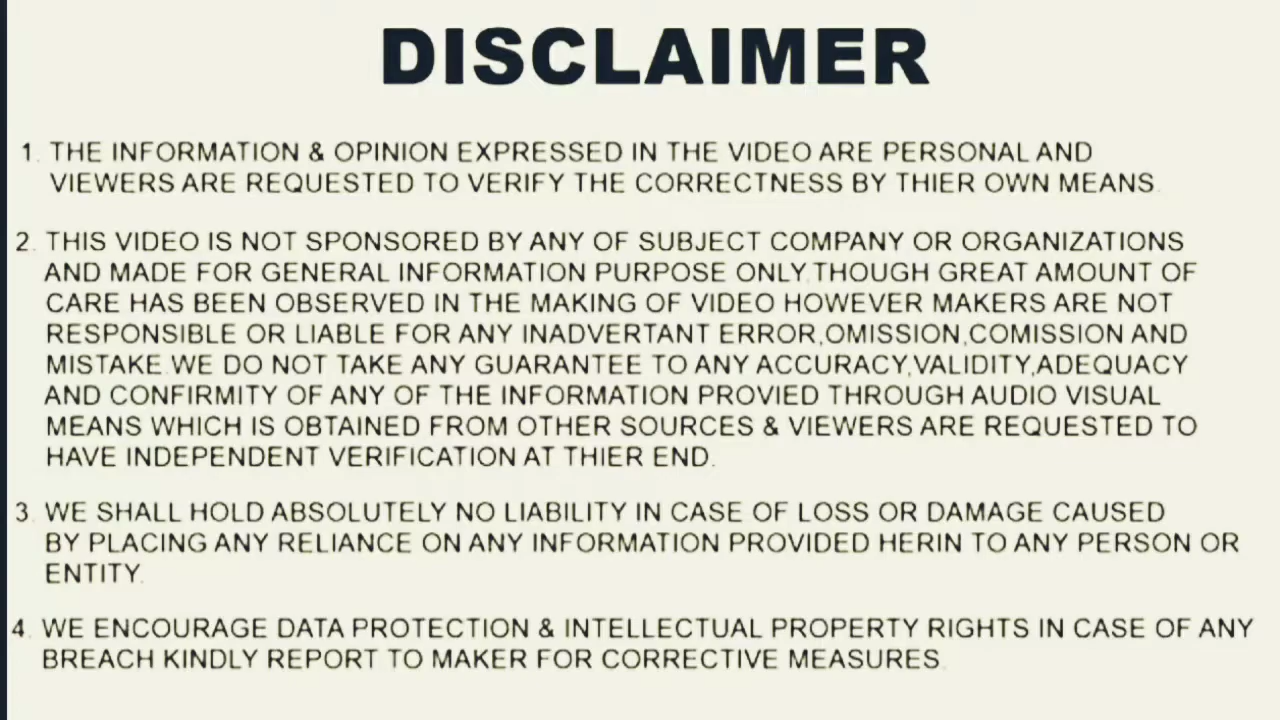 DISCLAIMER
1. THE INFORMATION & OPINION EXPRESSED IN THE VIDEO ARE PERSONAL AND
VIEWERS ARE REQUESTED TO VERIFY THE CORRECTNESS BY THIER OWN MEANS.
2. THIS VIDEO IS NOT SPONSORED BY ANY OF SUBJECT COMPANY OR ORGANIZATIONS
AND MADE FOR GENERAL INFORMATION PURPOSE ONLY,THOUGH GREAT AMOUNT OF
CARE HAS BEEN OBSERVED IN THE MAKING OF VIDEO HOWEVER MAKERS ARE NOT
RESPONSIBLE OR LIABLE FOR ANY INADVERTANT ERROR,OMISSION,COMISSION AND
MISTAKE.WE DO NOT TAKE ANY GUARANTEE TO ANY ACCURACY,VALIDITY,ADEQUACY
AND CONFIRMITY OF ANY OF THE INFORMATION PROVIED THROUGH AUDIO VISUAL
MEANS WHICH IS OBTAINED FROM OTHER SOURCES & VIEWERS ARE REQUESTED TO
HAVE INDEPENDENT VERIFICATION AT THIER END.
3. WE SHALL HOLD ABSOLUTELY NO LIABILITY IN CASE OF LOSS OR DAMAGE CAUSED
BY PLACING ANY RELIANCE ON ANY INFORMATION PROVIDED HERIN TO ANY PERSON OR
ENTITY.
4. WE ENCOURAGE DATA PROTECTION & INTELLECTUAL PROPERTY RIGHTS IN CASE OF ANY
BREACH KINDLY REPORT TO MAKER FOR CORRECTIVE MEASURES.